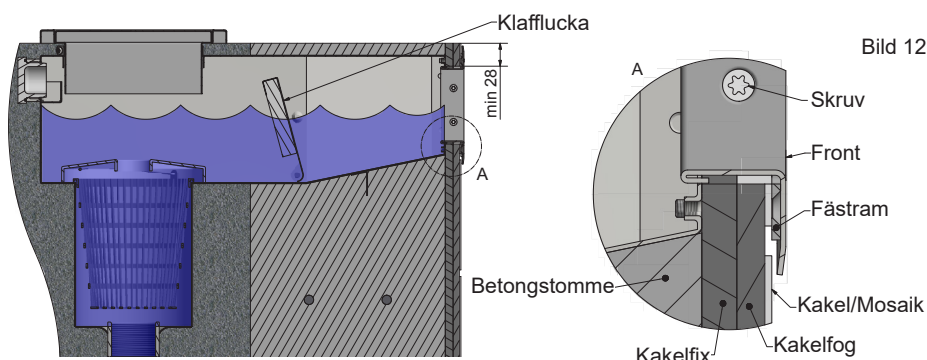 Klafflucka
Bild 12
min 28
A
A
Skruv
Front
Fästram
Betongstomme
Kakel/Mosaik
Kakelfog
Kakelfix